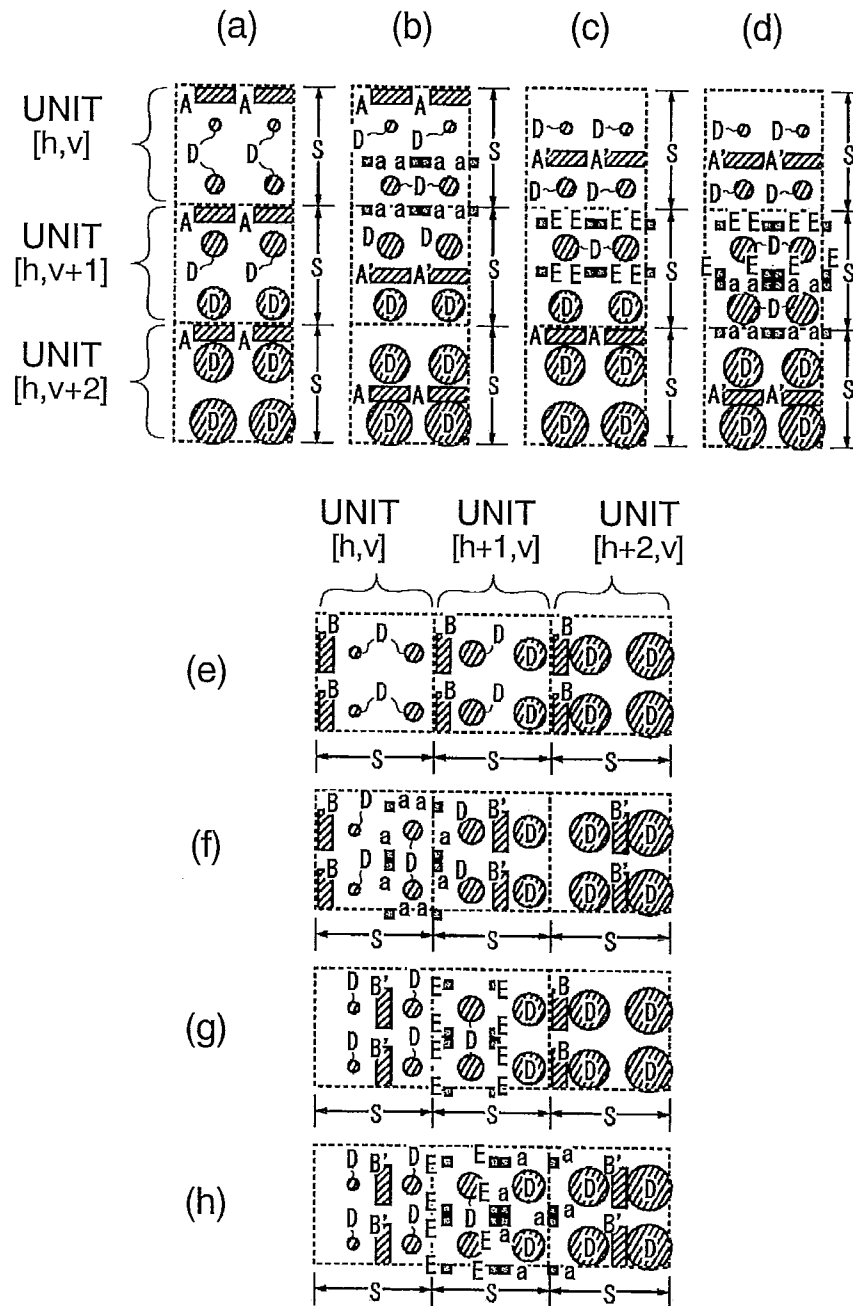 (a) (b) (c) (d)
UNIT [h,v]
A A A A
D D D D D D
a a a a
A' A'
D D D D D
S S S S
UNIT [h,v+1]
A A a a a a E E E E E E E E
D D D D D D
A' A' E E E E E E
D D D D D D a a a a
D
S S S S
UNIT [h,v+2]
A A A A a a a a
D D D D D D D D
A' A' A' A'
D D D D D D D D
S S S S
UNIT [h,v] UNIT [h+1,v] UNIT [h+2,v]
(e)
B D B D D B D D
B D B D D B D D
S S S
(f)
B D a a a D B' D D B' D
B D D a a a a D B' D D B' D
S S S
(g)
D B' D E E E E D D B D D
D B' D E E E E D B D D
S S S
(h)
D B' D E E E a D a D B' D
D B' D E E E D E a D a a D B' D
S S S